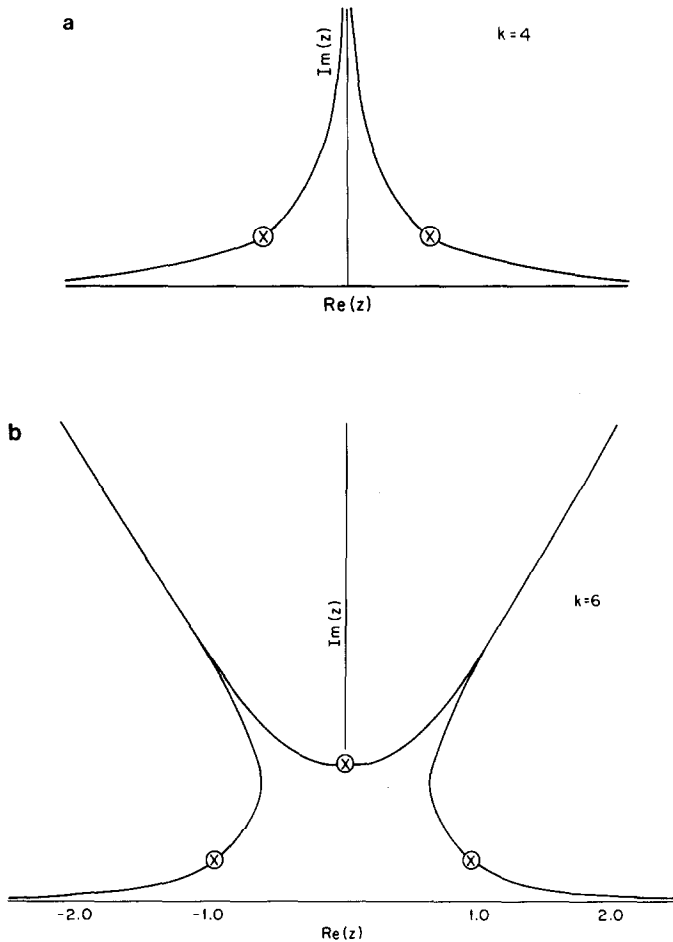 a
k=4
Im(z)
X X
Re(z)
b
k=6
Im(z)
X
X X
-2.0 -1.0 1.0 2.0
Re(z)